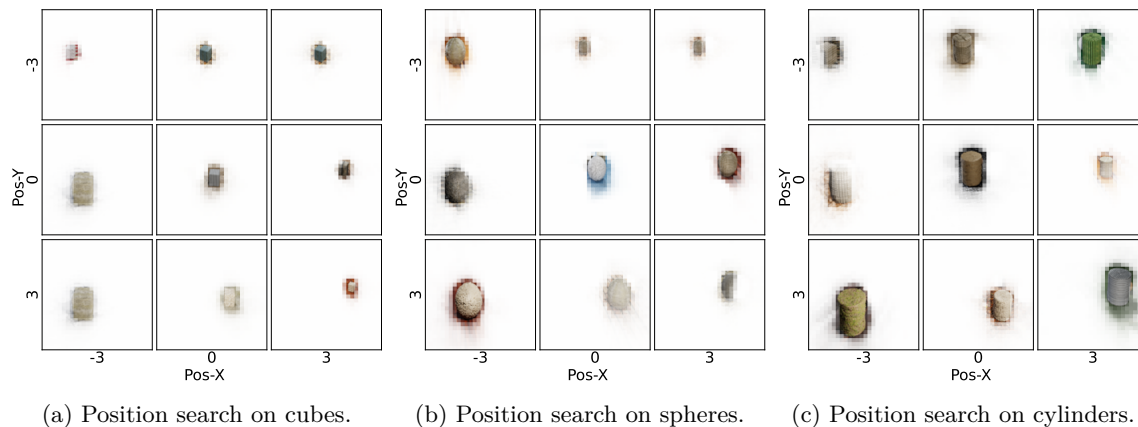 -3
0
3
Pos-Y
-3 0 3
Pos-X
-3
0
3
Pos-Y
-3 0 3
Pos-X
-3
0
3
Pos-Y
-3 0 3
Pos-X
(a) Position search on cubes.
(b) Position search on spheres.
(c) Position search on cylinders.